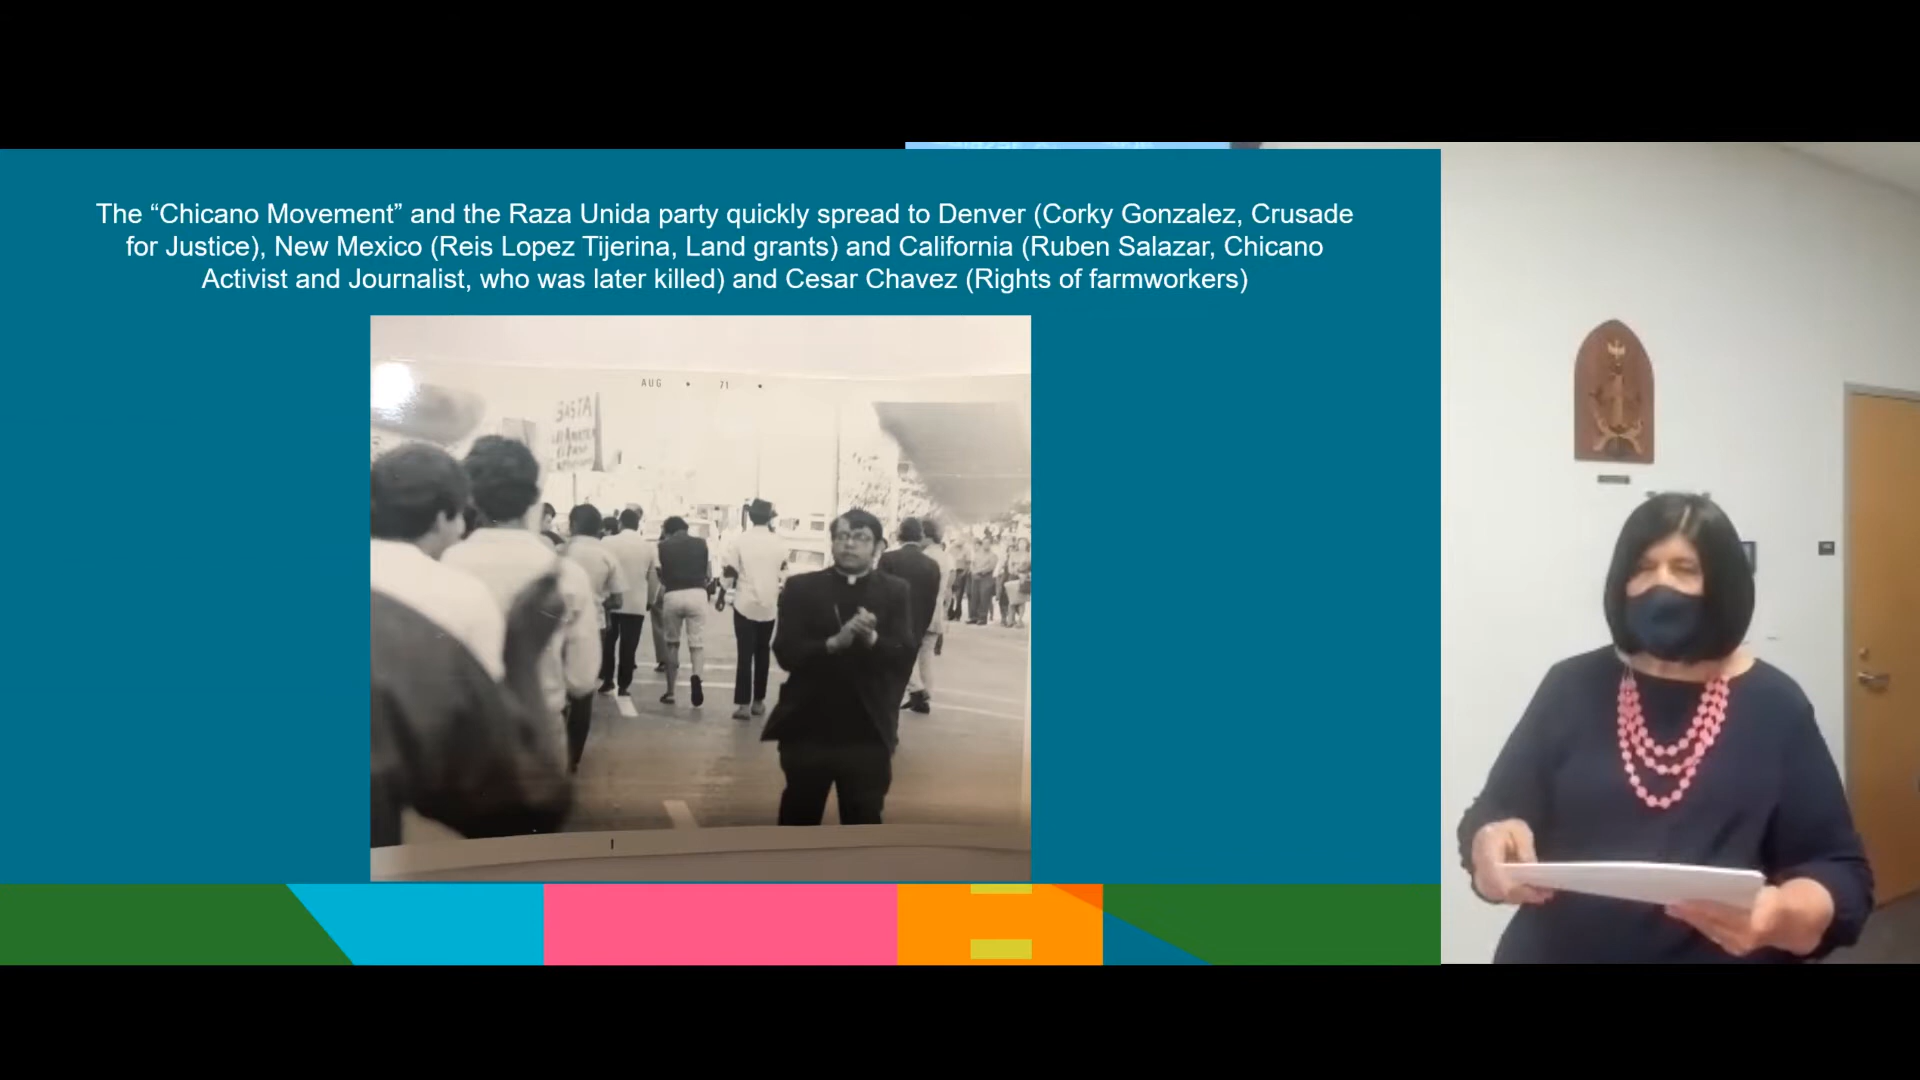 The “Chicano Movement” and the Raza Unida party quickly spread to Denver (Corky Gonzalez, Crusade
for Justice), New Mexico (Reis Lopez Tijerina, Land grants) and California (Ruben Salazar, Chicano
Activist and Journalist, who was later killed) and Cesar Chavez (Rights of farmworkers)
AUG • 71 •
BASTA